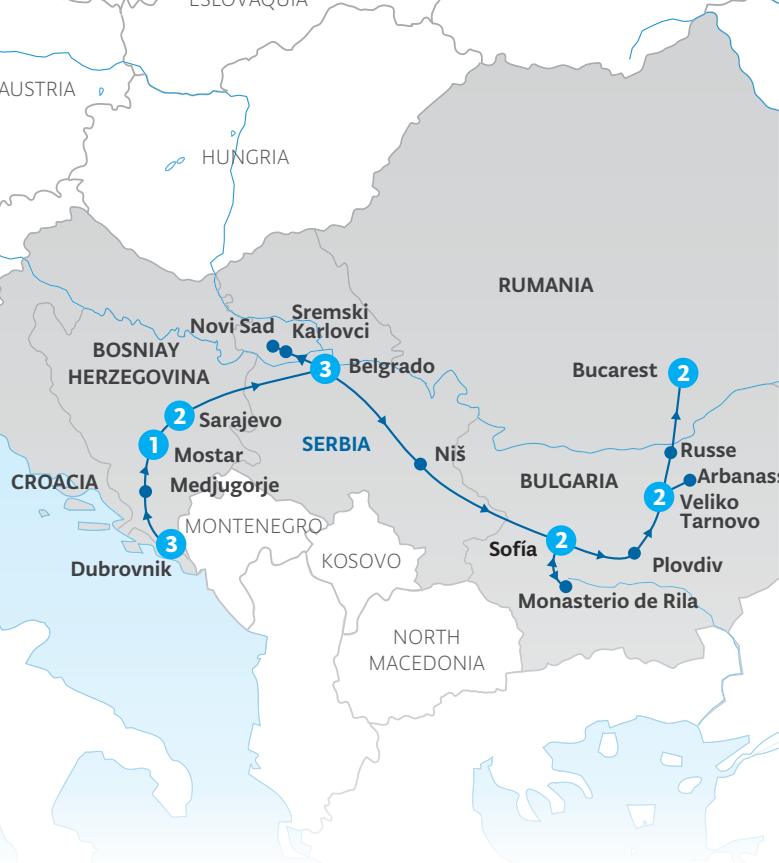 ESLOVAQUIA
AUSTRIA
HUNGRIA
RUMANIA
Sremski
Karlovci
Novi Sad
BOSNIAY
HERZEGOVINA
3
Belgrado
Bucarest
2
2
Sarajevo
1
Mostar
SERBIA
Niš
Russe
CROACIA
Medjugorje
BULGARIA
Arbanass
2
Veliko
Tarnovo
MONTENEGRO
3
Dubrovnik
KOSOVO
Sofía
2
Plovdiv
Monasterio de Rila
NORTH
MACEDONIA